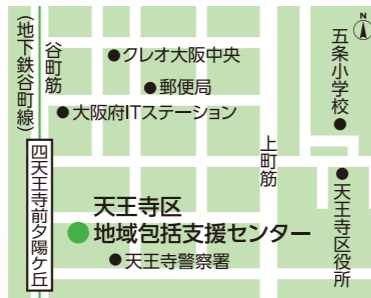 (地下鉄谷町線)
谷町筋
●クレオ大阪中央
●郵便局
●大阪府ITステーション
N
五条小学校●
上町筋
四天王寺前夕陽ケ丘
天王寺区
●地域包括支援センター
●天王寺警察署
●天王寺区役所